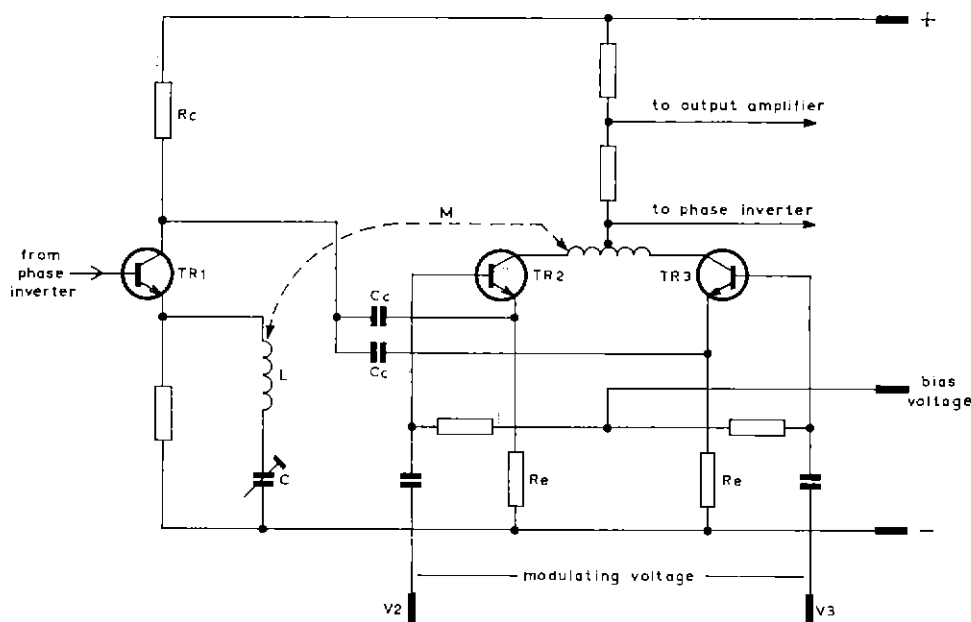 +
Rc
to output amplifier
M
to phase inverter
from
phase
inverter
TR1
TR2
TR3
Cc
Cc
L
bias
voltage
C
Re
Re
–
modulating voltage
V2
V3